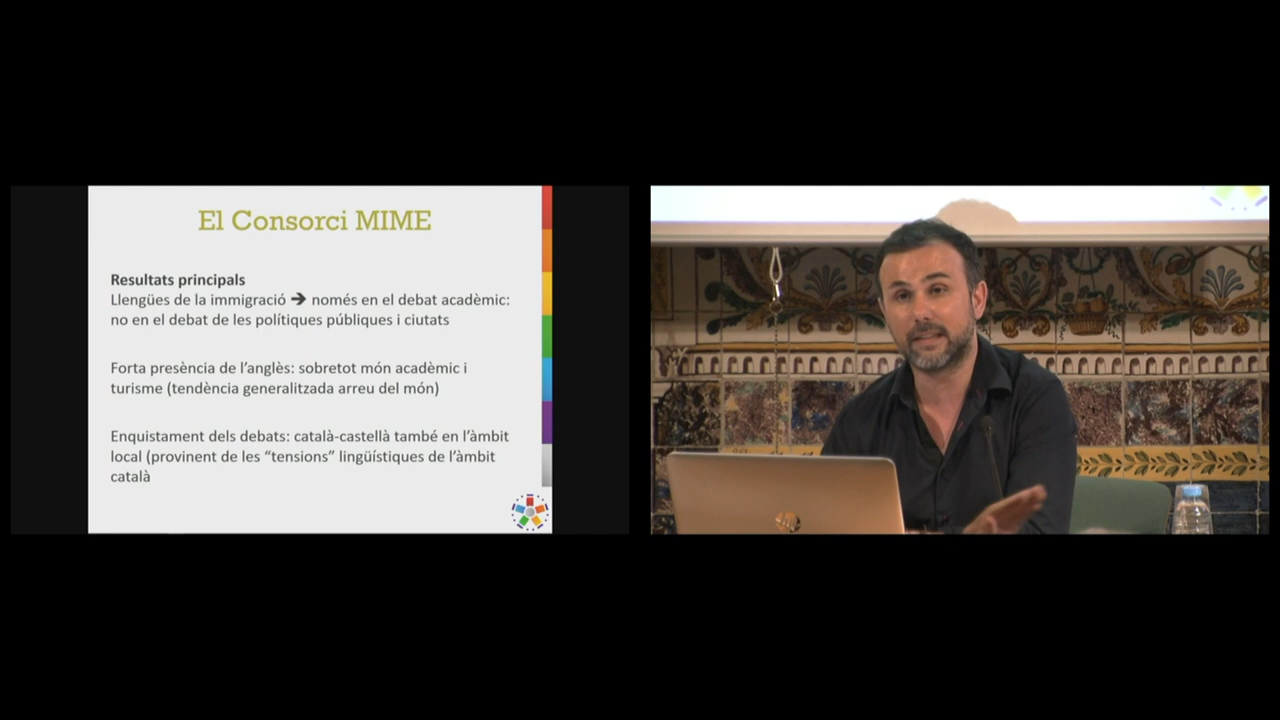 El Consorci MIME
Resultats principals
Llengües de la immigració ➔ només en el debat acadèmic:
no en el debat de les polítiques públiques i ciutats
Forta presència de l'anglès: sobretot món acadèmic i
turisme (tendència generalitzada arreu del món)
Enquistament dels debats: català-castellà també en l'àmbit
local (provinent de les “tensions” lingüístiques de l'àmbit
català
hp